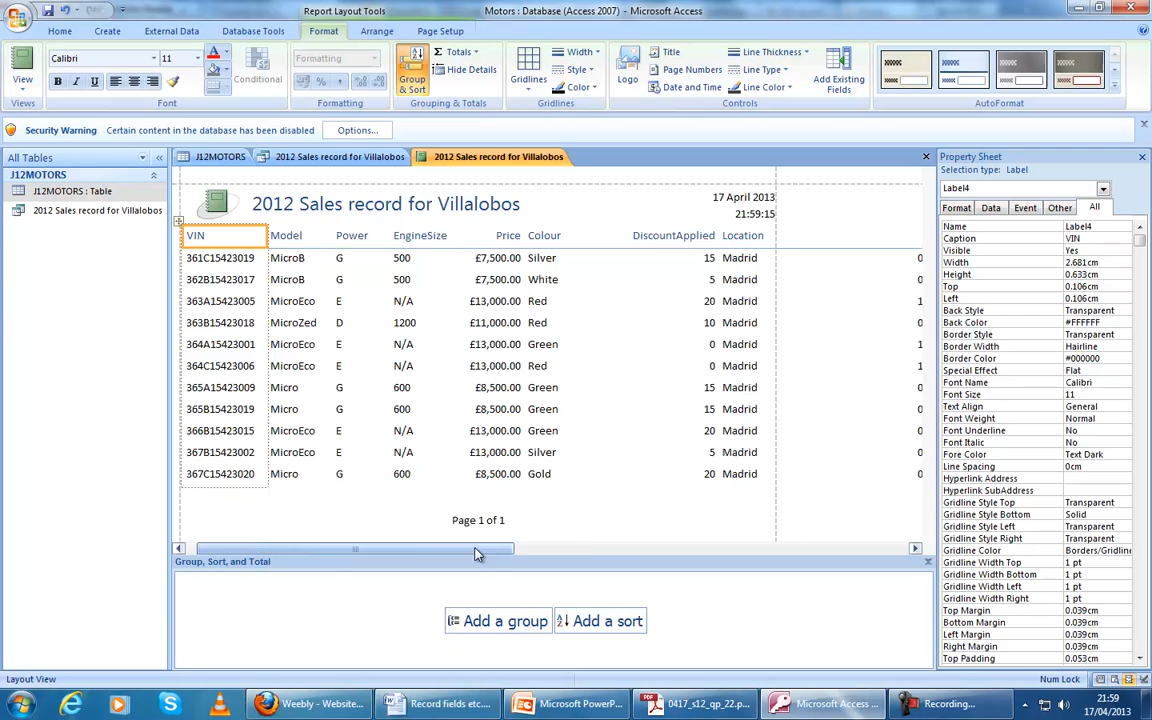 Report Layout Tools
Motors : Database (Access 2007) - Microsoft Access
Home Create External Data Database Tools Format Arrange Page Setup
View
Views
Calibri 11
B I U
Font
Conditional
Formatting
Formatting
Group & Sort
Totals
Hide Details
Grouping & Totals
Gridlines
Width
Style
Color
Gridlines
Logo
Title
Page Numbers
Date and Time
Line Thickness
Line Type
Line Color
Add Existing Fields
Controls
AutoFormat
Security Warning Certain content in the database has been disabled Options...
All Tables
J12MOTORS
J12MOTORS : Table
2012 Sales record for Villalobos
J12MOTORS 2012 Sales record for Villalobos 2012 Sales record for Villalobos
2012 Sales record for Villalobos
17 April 2013
21:59:15
VIN Model Power EngineSize Price Colour DiscountApplied Location
361C15423019 MicroB G 500 £7,500.00 Silver 15 Madrid 0
362B15423017 MicroB G 500 £7,500.00 White 5 Madrid 0
363A15423005 MicroEco E N/A £13,000.00 Red 20 Madrid 1
363B15423018 MicroZed D 1200 £11,000.00 Red 10 Madrid 0
364A15423001 MicroEco E N/A £13,000.00 Green 0 Madrid 1
364C15423006 MicroEco E N/A £13,000.00 Red 0 Madrid 1
365A15423009 Micro G 600 £8,500.00 Green 15 Madrid 0
365B15423019 Micro G 600 £8,500.00 Green 15 Madrid 0
366B15423015 MicroEco E N/A £13,000.00 Green 20 Madrid 0
367B15423002 MicroEco E N/A £13,000.00 Silver 5 Madrid 0
367C15423020 Micro G 600 £8,500.00 Gold 20 Madrid 0
Page 1 of 1
Group, Sort, and Total
Add a group
Add a sort
Property Sheet
Selection type: Label
Label4
Format Data Event Other All
Name Label4
Caption VIN
Visible Yes
Width 2.681cm
Height 0.633cm
Top 0.106cm
Left 0.106cm
Back Style Transparent
Back Color #FFFFFF
Border Style Transparent
Border Width Hairline
Border Color #000000
Special Effect Flat
Font Name Calibri
Font Size 11
Text Align General
Font Weight Normal
Font Underline No
Font Italic No
Fore Color Text Dark
Line Spacing 0cm
Hyperlink Address
Hyperlink SubAddress
Gridline Style Top Transparent
Gridline Style Bottom Solid
Gridline Style Left Transparent
Gridline Style Right Transparent
Gridline Color Borders/Gridline
Gridline Width Top 1 pt
Gridline Width Bottom 1 pt
Gridline Width Left 1 pt
Gridline Width Right 1 pt
Top Margin 0.039cm
Bottom Margin 0.039cm
Left Margin 0.039cm
Right Margin 0.039cm
Top Padding 0.053cm
Layout View
Num Lock
Weebly - Website... Record fields etc.... Microsoft PowerP... 0417_s12_qp_22.p... Microsoft Access ... Recording...
21:59
17/04/2013